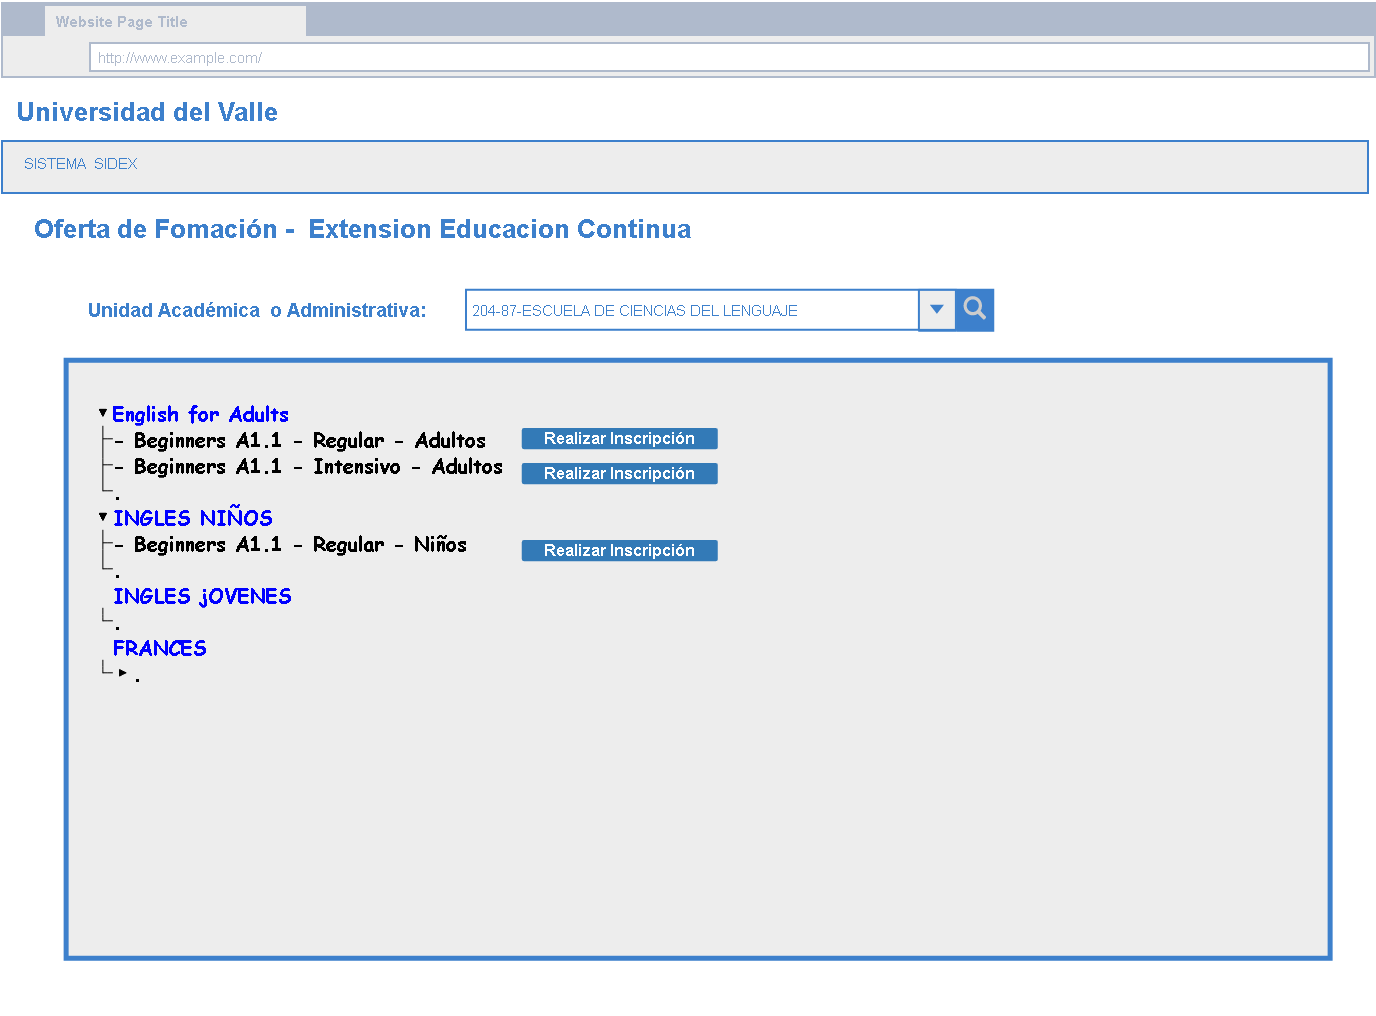 Website Page Title
http://www.example.com/
Universidad del Valle
SISTEMA SIDEX
Oferta de Fomación - Extension Educacion Continua
Unidad Académica o Administrativa: 204-87-ESCUELA DE CIENCIAS DEL LENGUAJE
English for Adults
- Beginners A1.1 - Regular - Adultos Realizar Inscripción
- Beginners A1.1 - Intensivo - Adultos Realizar Inscripción
.
INGLES NIÑOS
- Beginners A1.1 - Regular - Niños Realizar Inscripción
.
INGLES jOVENES
.
FRANCES
.